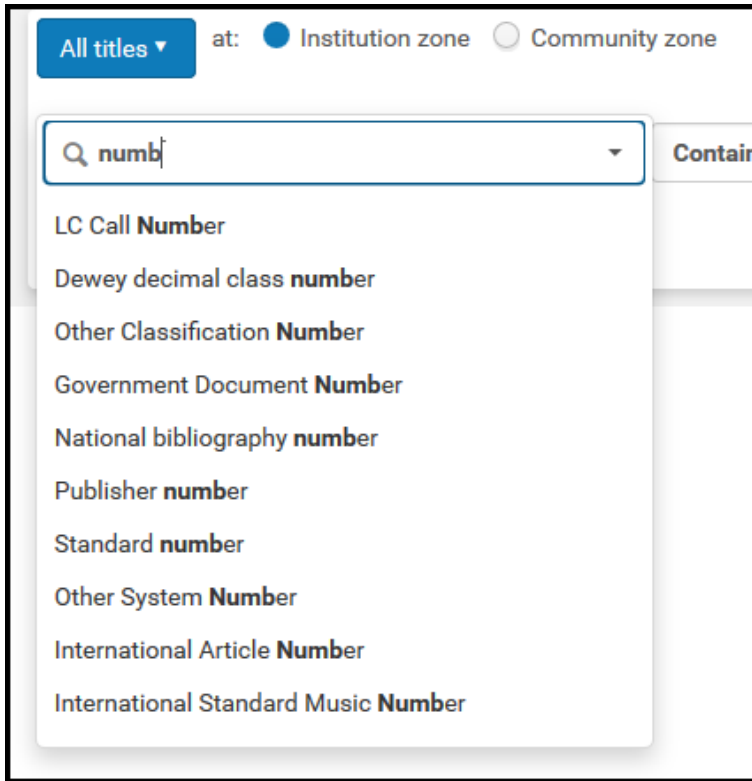 All titles ▼ at: Institution zone Community zone
numb Contain
LC Call Number
Dewey decimal class number
Other Classification Number
Government Document Number
National bibliography number
Publisher number
Standard number
Other System Number
International Article Number
International Standard Music Number